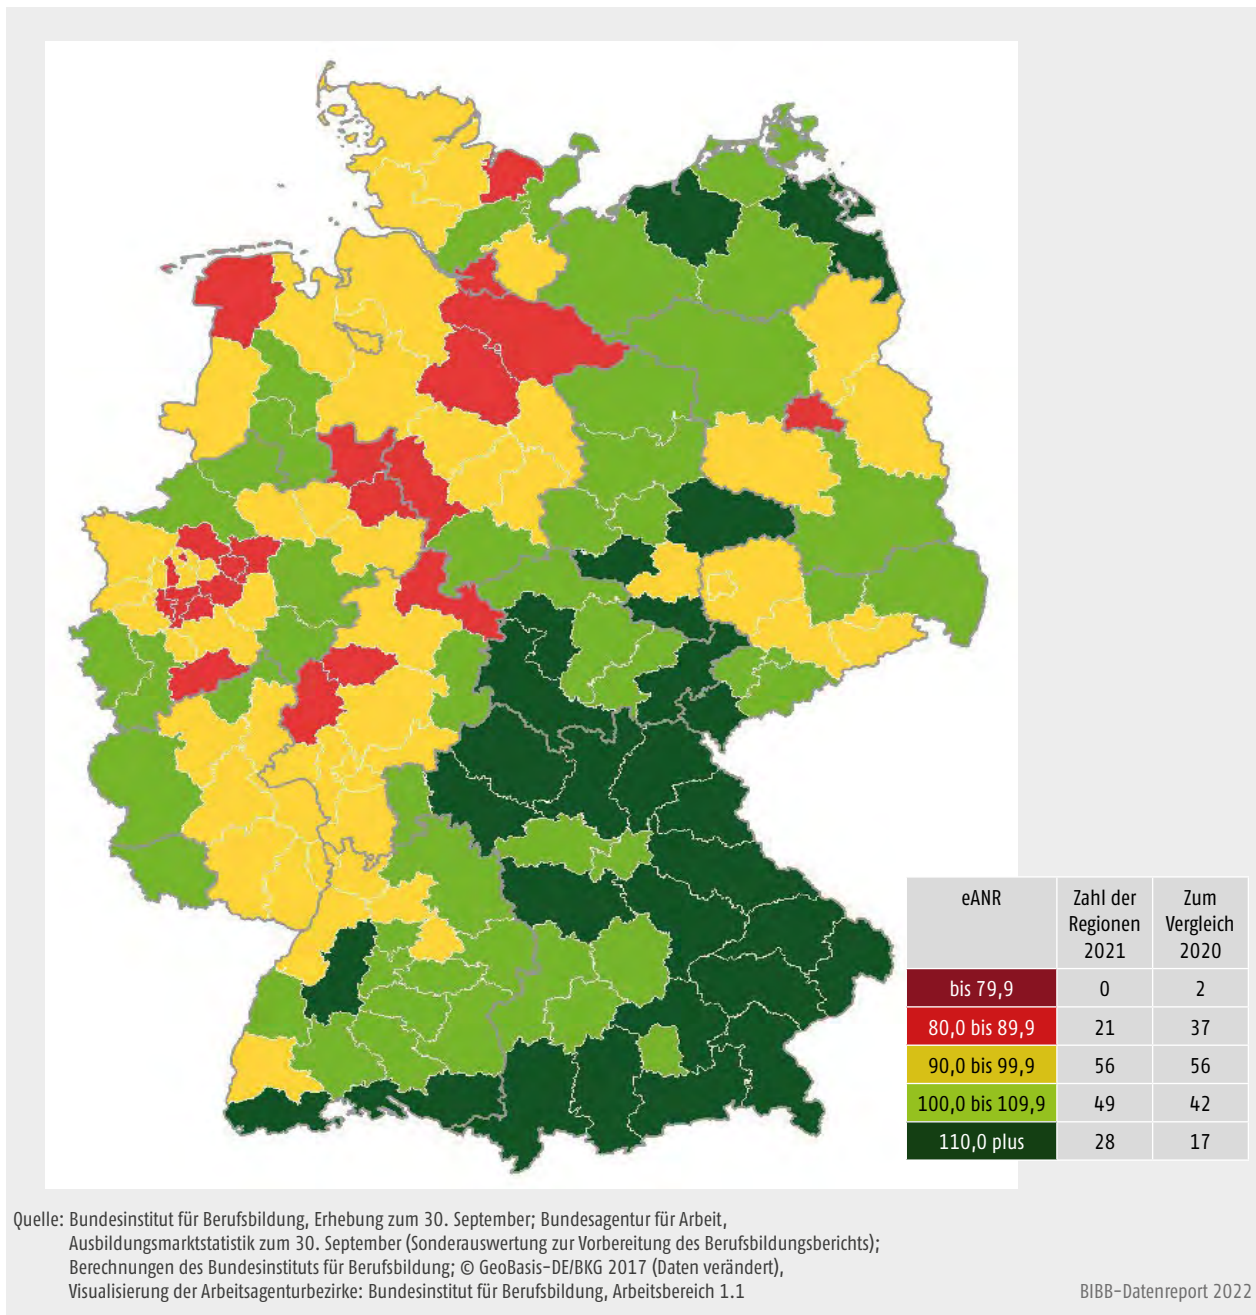 eANR Zahl der Regionen 2021 Zum Vergleich 2020
bis 79,9 0 2
80,0 bis 89,9 21 37
90,0 bis 99,9 56 56
100,0 bis 109,9 49 42
110,0 plus 28 17
Quelle: Bundesinstitut für Berufsbildung, Erhebung zum 30. September; Bundesagentur für Arbeit,
Ausbildungsmarktstatistik zum 30. September (Sonderauswertung zur Vorbereitung des Berufsbildungsberichts);
Berechnungen des Bundesinstituts für Berufsbildung; © GeoBasis-DE/BKG 2017 (Daten verändert),
Visualisierung der Arbeitsagenturbezirke: Bundesinstitut für Berufsbildung, Arbeitsbereich 1.1
BIBB-Datenreport 2022